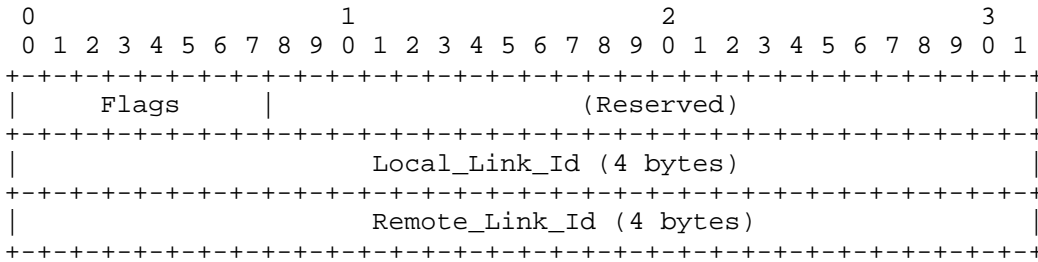 0                   1                   2                   3
 0 1 2 3 4 5 6 7 8 9 0 1 2 3 4 5 6 7 8 9 0 1 2 3 4 5 6 7 8 9 0 1
+-+-+-+-+-+-+-+-+-+-+-+-+-+-+-+-+-+-+-+-+-+-+-+-+-+-+-+-+-+-+-+-+
|     Flags     |                   (Reserved)                  |
+-+-+-+-+-+-+-+-+-+-+-+-+-+-+-+-+-+-+-+-+-+-+-+-+-+-+-+-+-+-+-+-+
|                      Local_Link_Id (4 bytes)                  |
+-+-+-+-+-+-+-+-+-+-+-+-+-+-+-+-+-+-+-+-+-+-+-+-+-+-+-+-+-+-+-+-+
|                      Remote_Link_Id (4 bytes)                 |
+-+-+-+-+-+-+-+-+-+-+-+-+-+-+-+-+-+-+-+-+-+-+-+-+-+-+-+-+-+-+-+-+